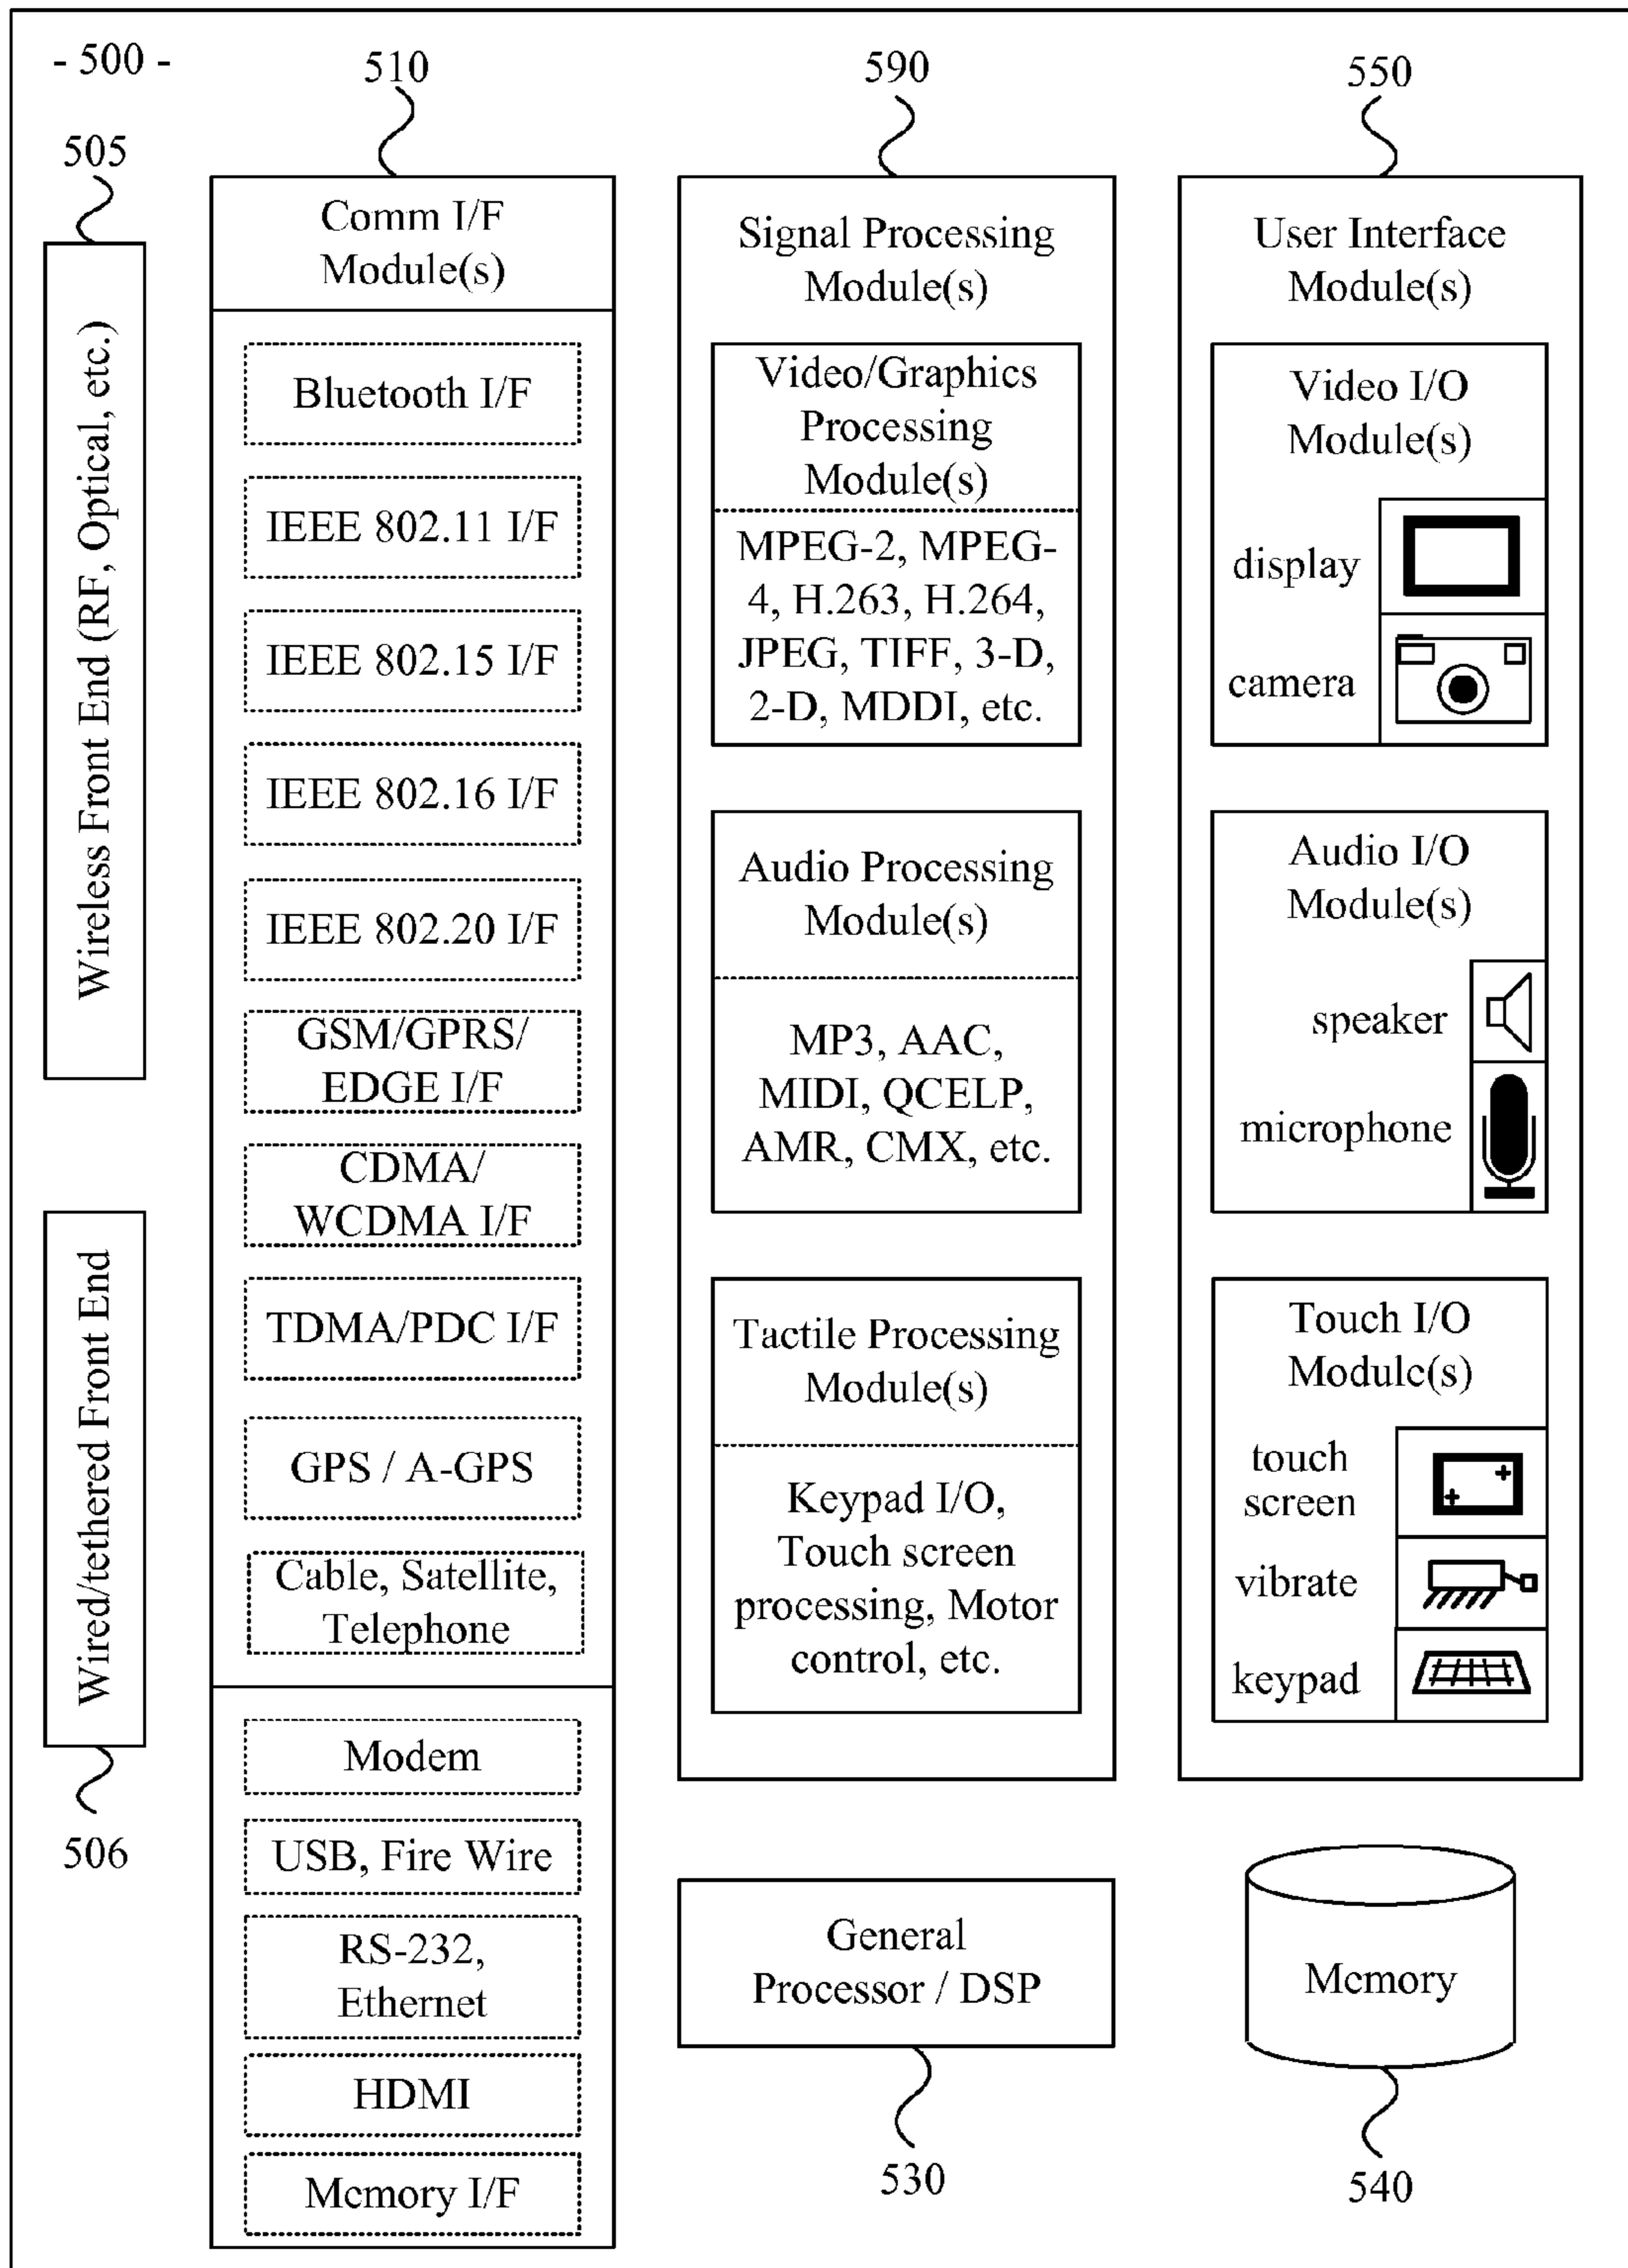 - 500 -
510
590
550
505
Wireless Front End (RF, Optical, etc.)
Wired/tethered Front End
506
Comm I/F
Module(s)
Bluetooth I/F
IEEE 802.11 I/F
IEEE 802.15 I/F
IEEE 802.16 I/F
IEEE 802.20 I/F
GSM/GPRS/
EDGE I/F
CDMA/
WCDMA I/F
TDMA/PDC I/F
GPS / A-GPS
Cable, Satellite,
Telephone
Modem
USB, Fire Wire
RS-232,
Ethernet
HDMI
Memory I/F
Signal Processing
Module(s)
Video/Graphics
Processing
Module(s)
MPEG-2, MPEG-
4, H.263, H.264,
JPEG, TIFF, 3-D,
2-D, MDDI, etc.
Audio Processing
Module(s)
MP3, AAC,
MIDI, QCELP,
AMR, CMX, etc.
Tactile Processing
Module(s)
Keypad I/O,
Touch screen
processing, Motor
control, etc.
General
Processor / DSP
530
User Interface
Module(s)
Video I/O
Module(s)
display
camera
Audio I/O
Module(s)
speaker
microphone
Touch I/O
Module(s)
touch
screen
vibrate
keypad
Memory
540